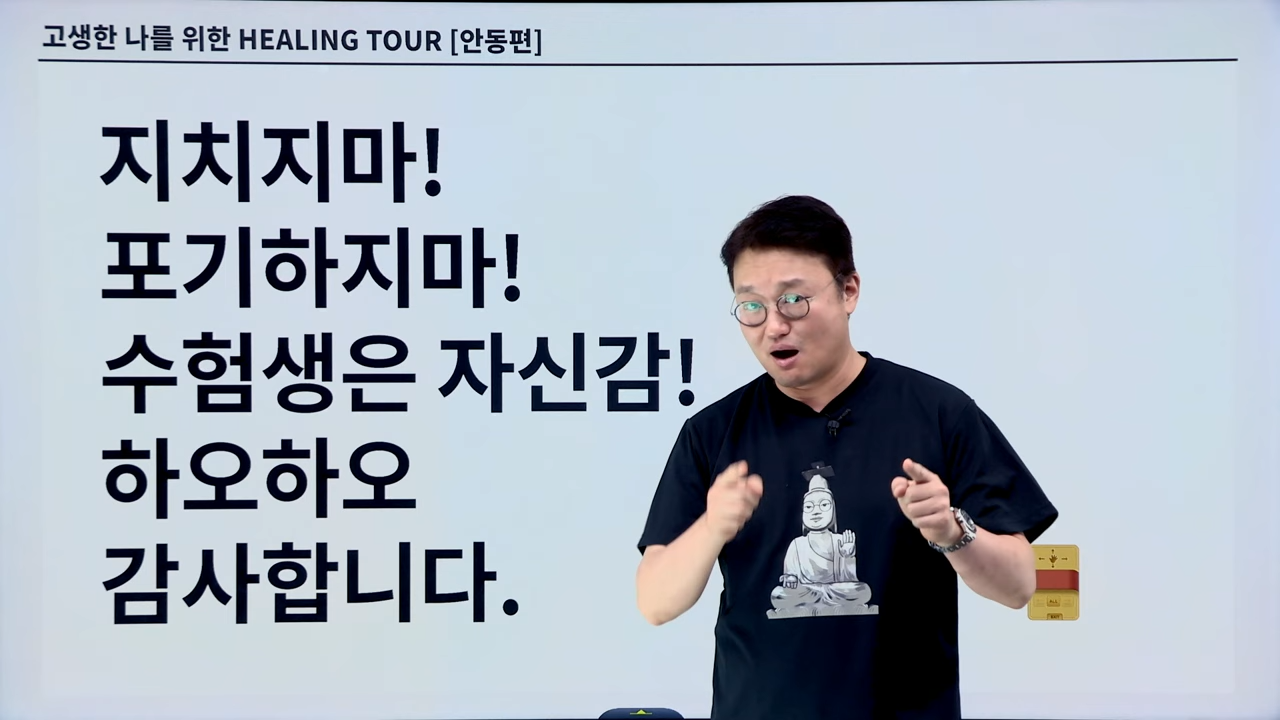 고생한 나를 위한 HEALING TOUR [안동편]
지치지마!
포기하지마!
수험생은 자신감!
하오하오
감사합니다.